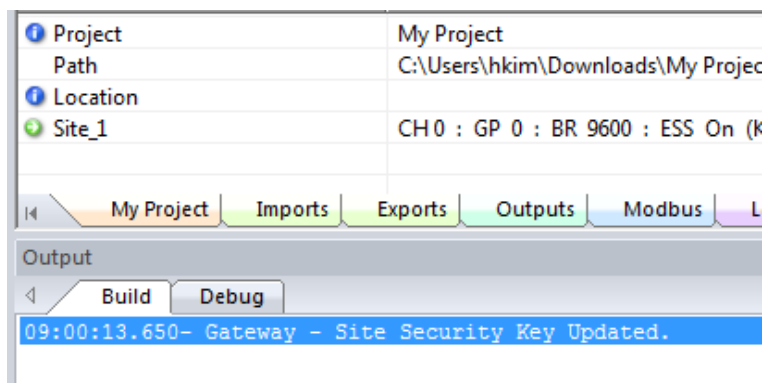 Project My Project
Path C:\Users\hkim\Downloads\My Projec
Location
Site_1 CH 0 : GP 0 : BR 9600 : ESS On (K
My Project Imports Exports Outputs Modbus L
Output
Build Debug
09:00:13.650- Gateway - Site Security Key Updated.